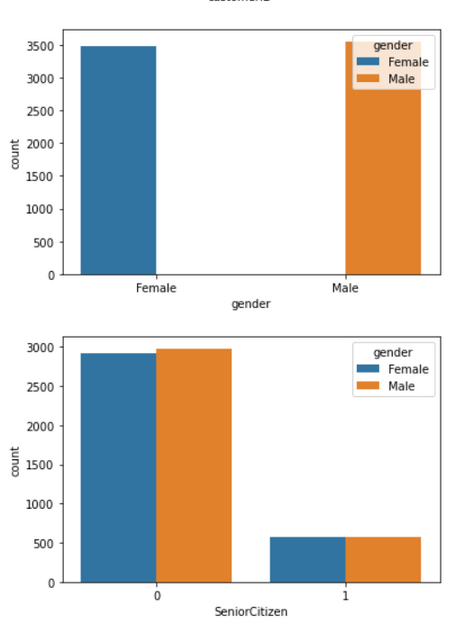 customerID
3500
3000
2500
2000
1500
1000
500
0
count
gender
Female
Male
Female Male
gender
3000
2500
2000
1500
1000
500
0
count
gender
Female
Male
0 1
SeniorCitizen